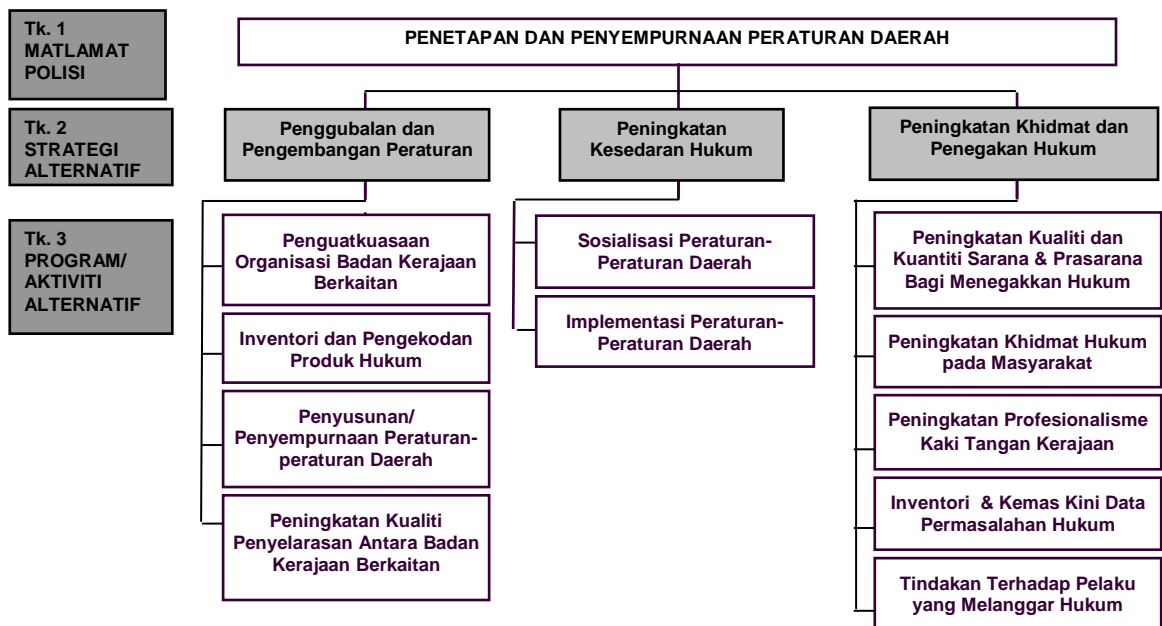 Tk. 1
MATLAMAT
POLISI
PENETAPAN DAN PENYEMPURNAAN PERATURAN DAERAH
Tk. 2
STRATEGI
ALTERNATIF
Penggubalan dan
Pengembangan Peraturan
Peningkatan
Kesedaran Hukum
Peningkatan Khidmat dan
Penegakan Hukum
Tk. 3
PROGRAM/
AKTIVITI
ALTERNATIF
Penguatkuasaan
Organisasi Badan Kerajaan
Berkaitan
Inventori dan Pengekodan
Produk Hukum
Penyusunan/
Penyempurnaan Peraturan-
peraturan Daerah
Peningkatan Kualiti
Penyelarasan Antara Badan
Kerajaan Berkaitan
Sosialisasi Peraturan-
Peraturan Daerah
Implementasi Peraturan-
Peraturan Daerah
Peningkatan Kualiti dan
Kuantiti Sarana & Prasarana
Bagi Menegakkan Hukum
Peningkatan Khidmat Hukum
pada Masyarakat
Peningkatan Profesionalisme
Kaki Tangan Kerajaan
Inventori & Kemas Kini Data
Permasalahan Hukum
Tindakan Terhadap Pelaku
yang Melanggar Hukum